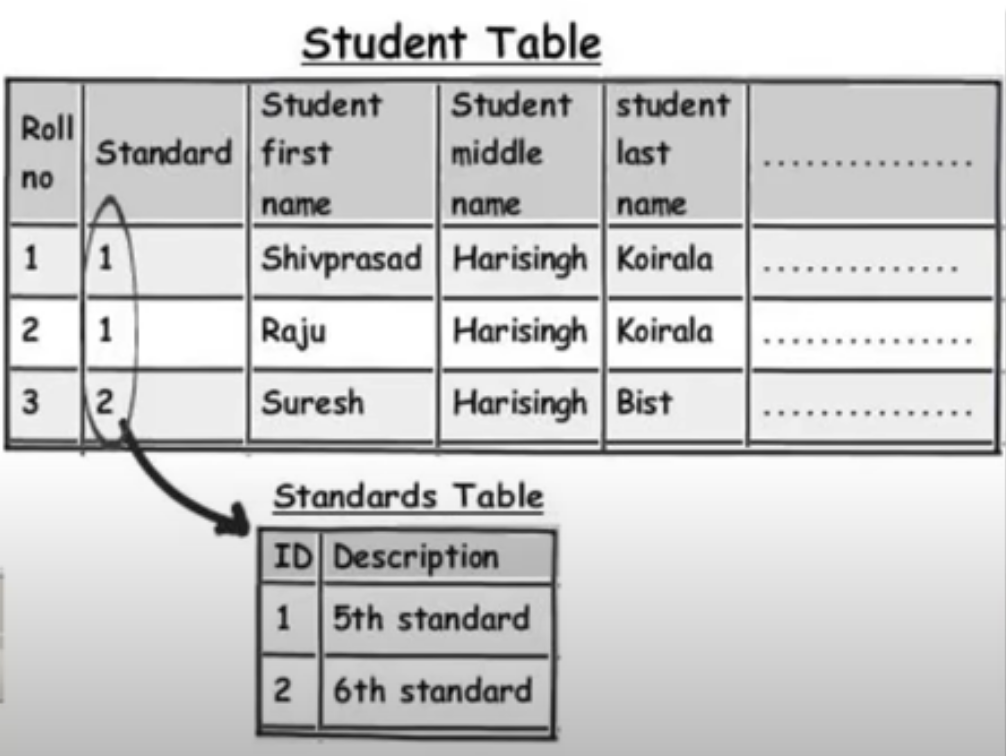 Student Table
Roll no Standard Student first name Student middle name student last name ...............
1 1 Shivprasad Harisingh Koirala ..............
2 1 Raju Harisingh Koirala ...............
3 2 Suresh Harisingh Bist ...............
Standards Table
ID Description
1 5th standard
2 6th standard